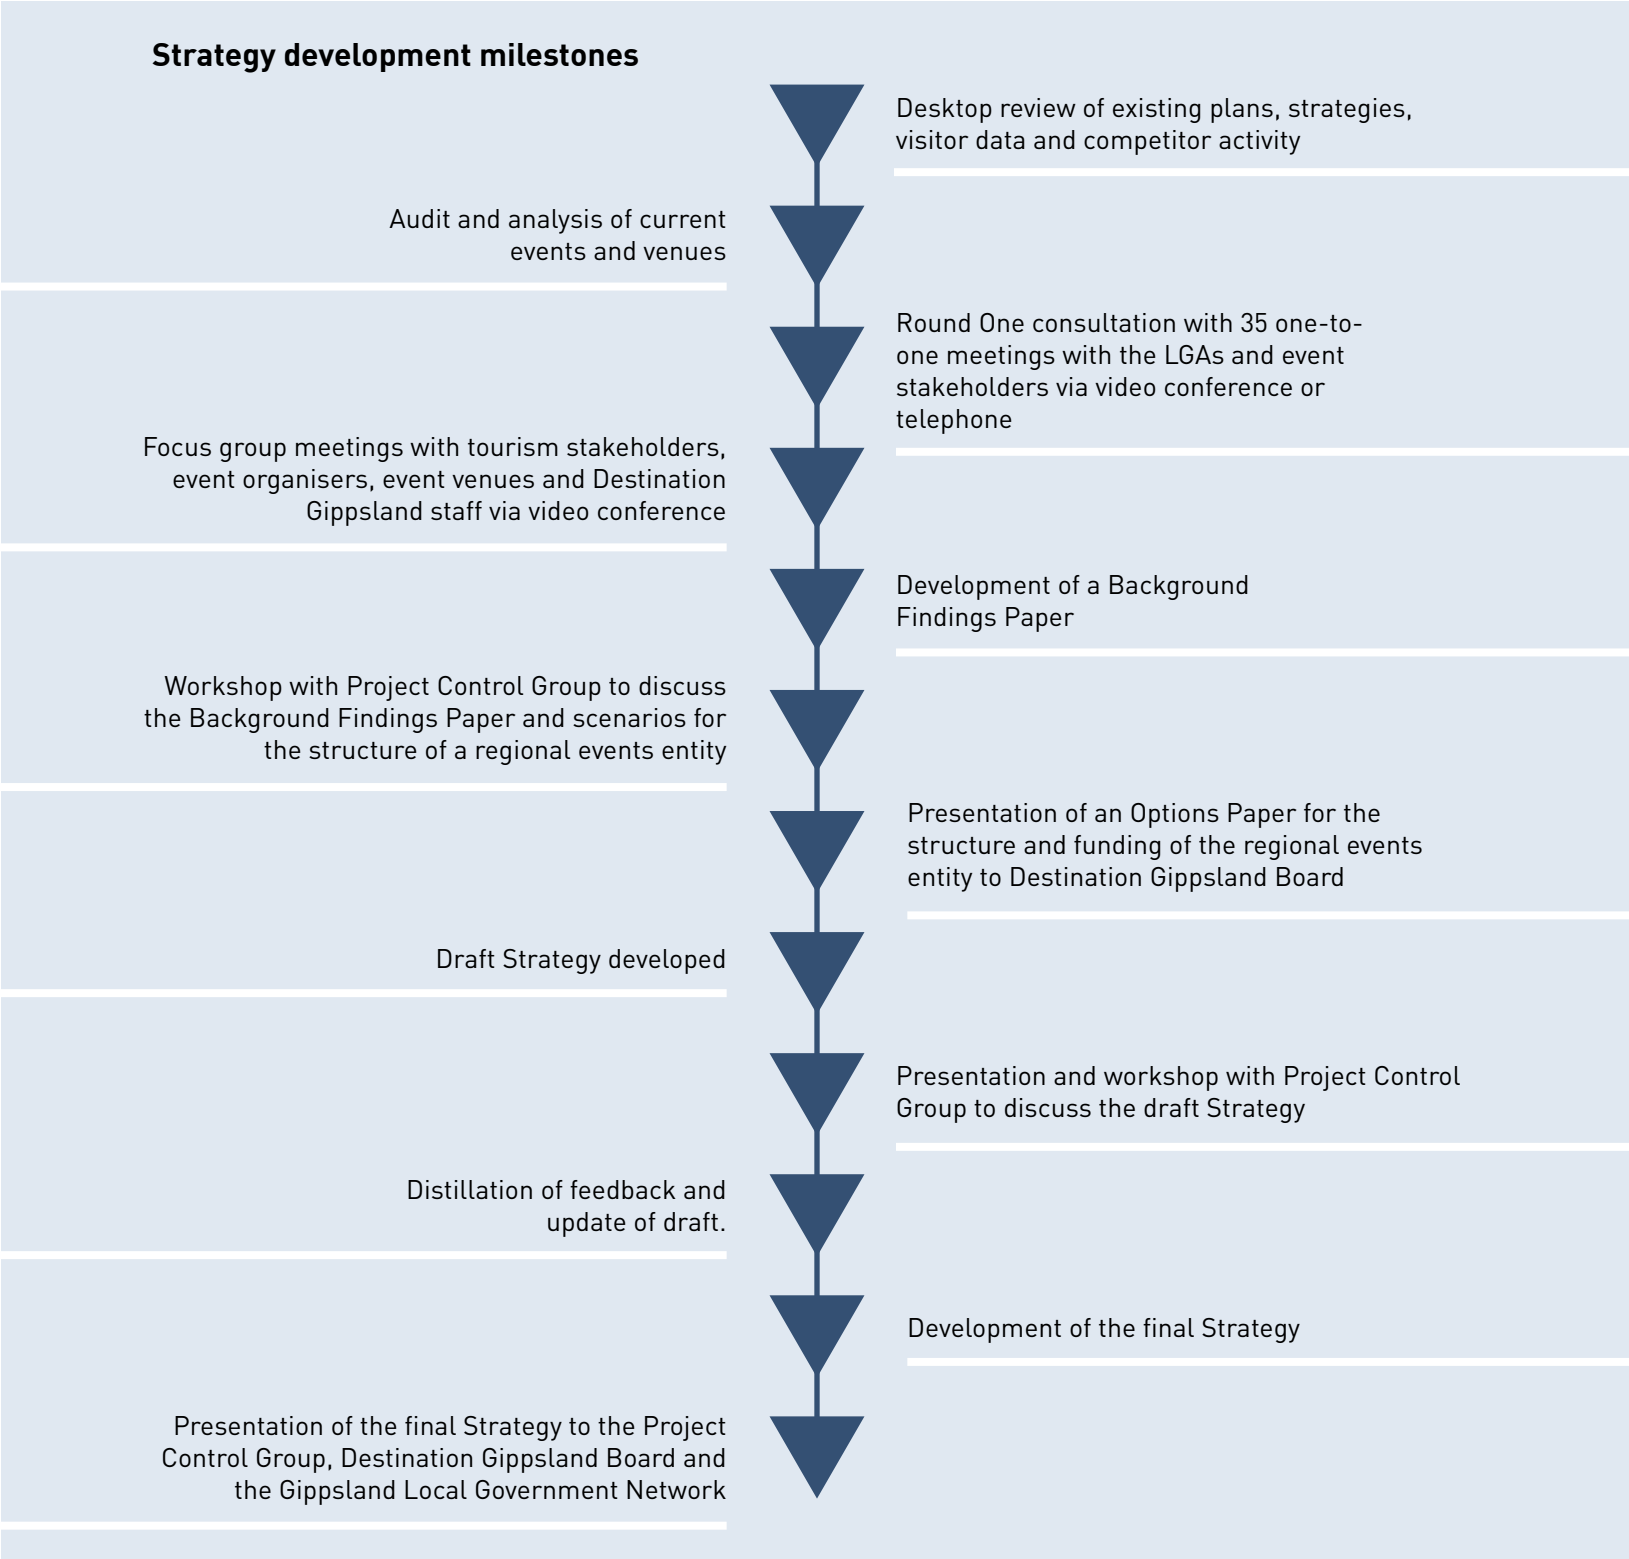 Strategy development milestones
Desktop review of existing plans, strategies,
visitor data and competitor activity
Audit and analysis of current
events and venues
Round One consultation with 35 one-to-
one meetings with the LGAs and event
stakeholders via video conference or
telephone
Focus group meetings with tourism stakeholders,
event organisers, event venues and Destination
Gippsland staff via video conference
Development of a Background
Findings Paper
Workshop with Project Control Group to discuss
the Background Findings Paper and scenarios for
the structure of a regional events entity
Presentation of an Options Paper for the
structure and funding of the regional events
entity to Destination Gippsland Board
Draft Strategy developed
Presentation and workshop with Project Control
Group to discuss the draft Strategy
Distillation of feedback and
update of draft.
Development of the final Strategy
Presentation of the final Strategy to the Project
Control Group, Destination Gippsland Board and
the Gippsland Local Government Network